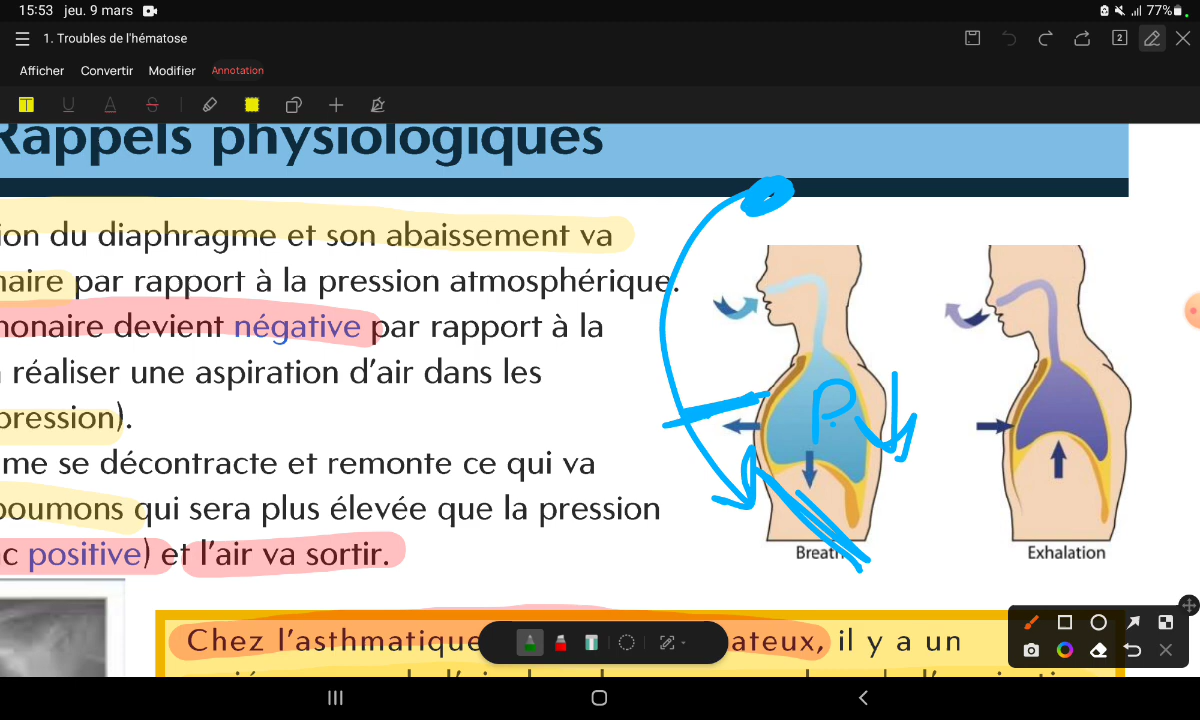 15:53 jeu. 9 mars 77%
1. Troubles de l'hématose
2
Afficher Convertir Modifier Annotation
T U A S
Rappels physiologiques
ion du diaphragme et son abaissement va
naire par rapport à la pression atmosphérique.
monaire devient négative par rapport à la
réaliser une aspiration d'air dans les
pression).
me se décontracte et remonte ce qui va
poumons qui sera plus élevée que la pression
c positive) et l'air va sortir.
P
Breath
Exhalation
Chez l'asthmatique ateux, il y a un